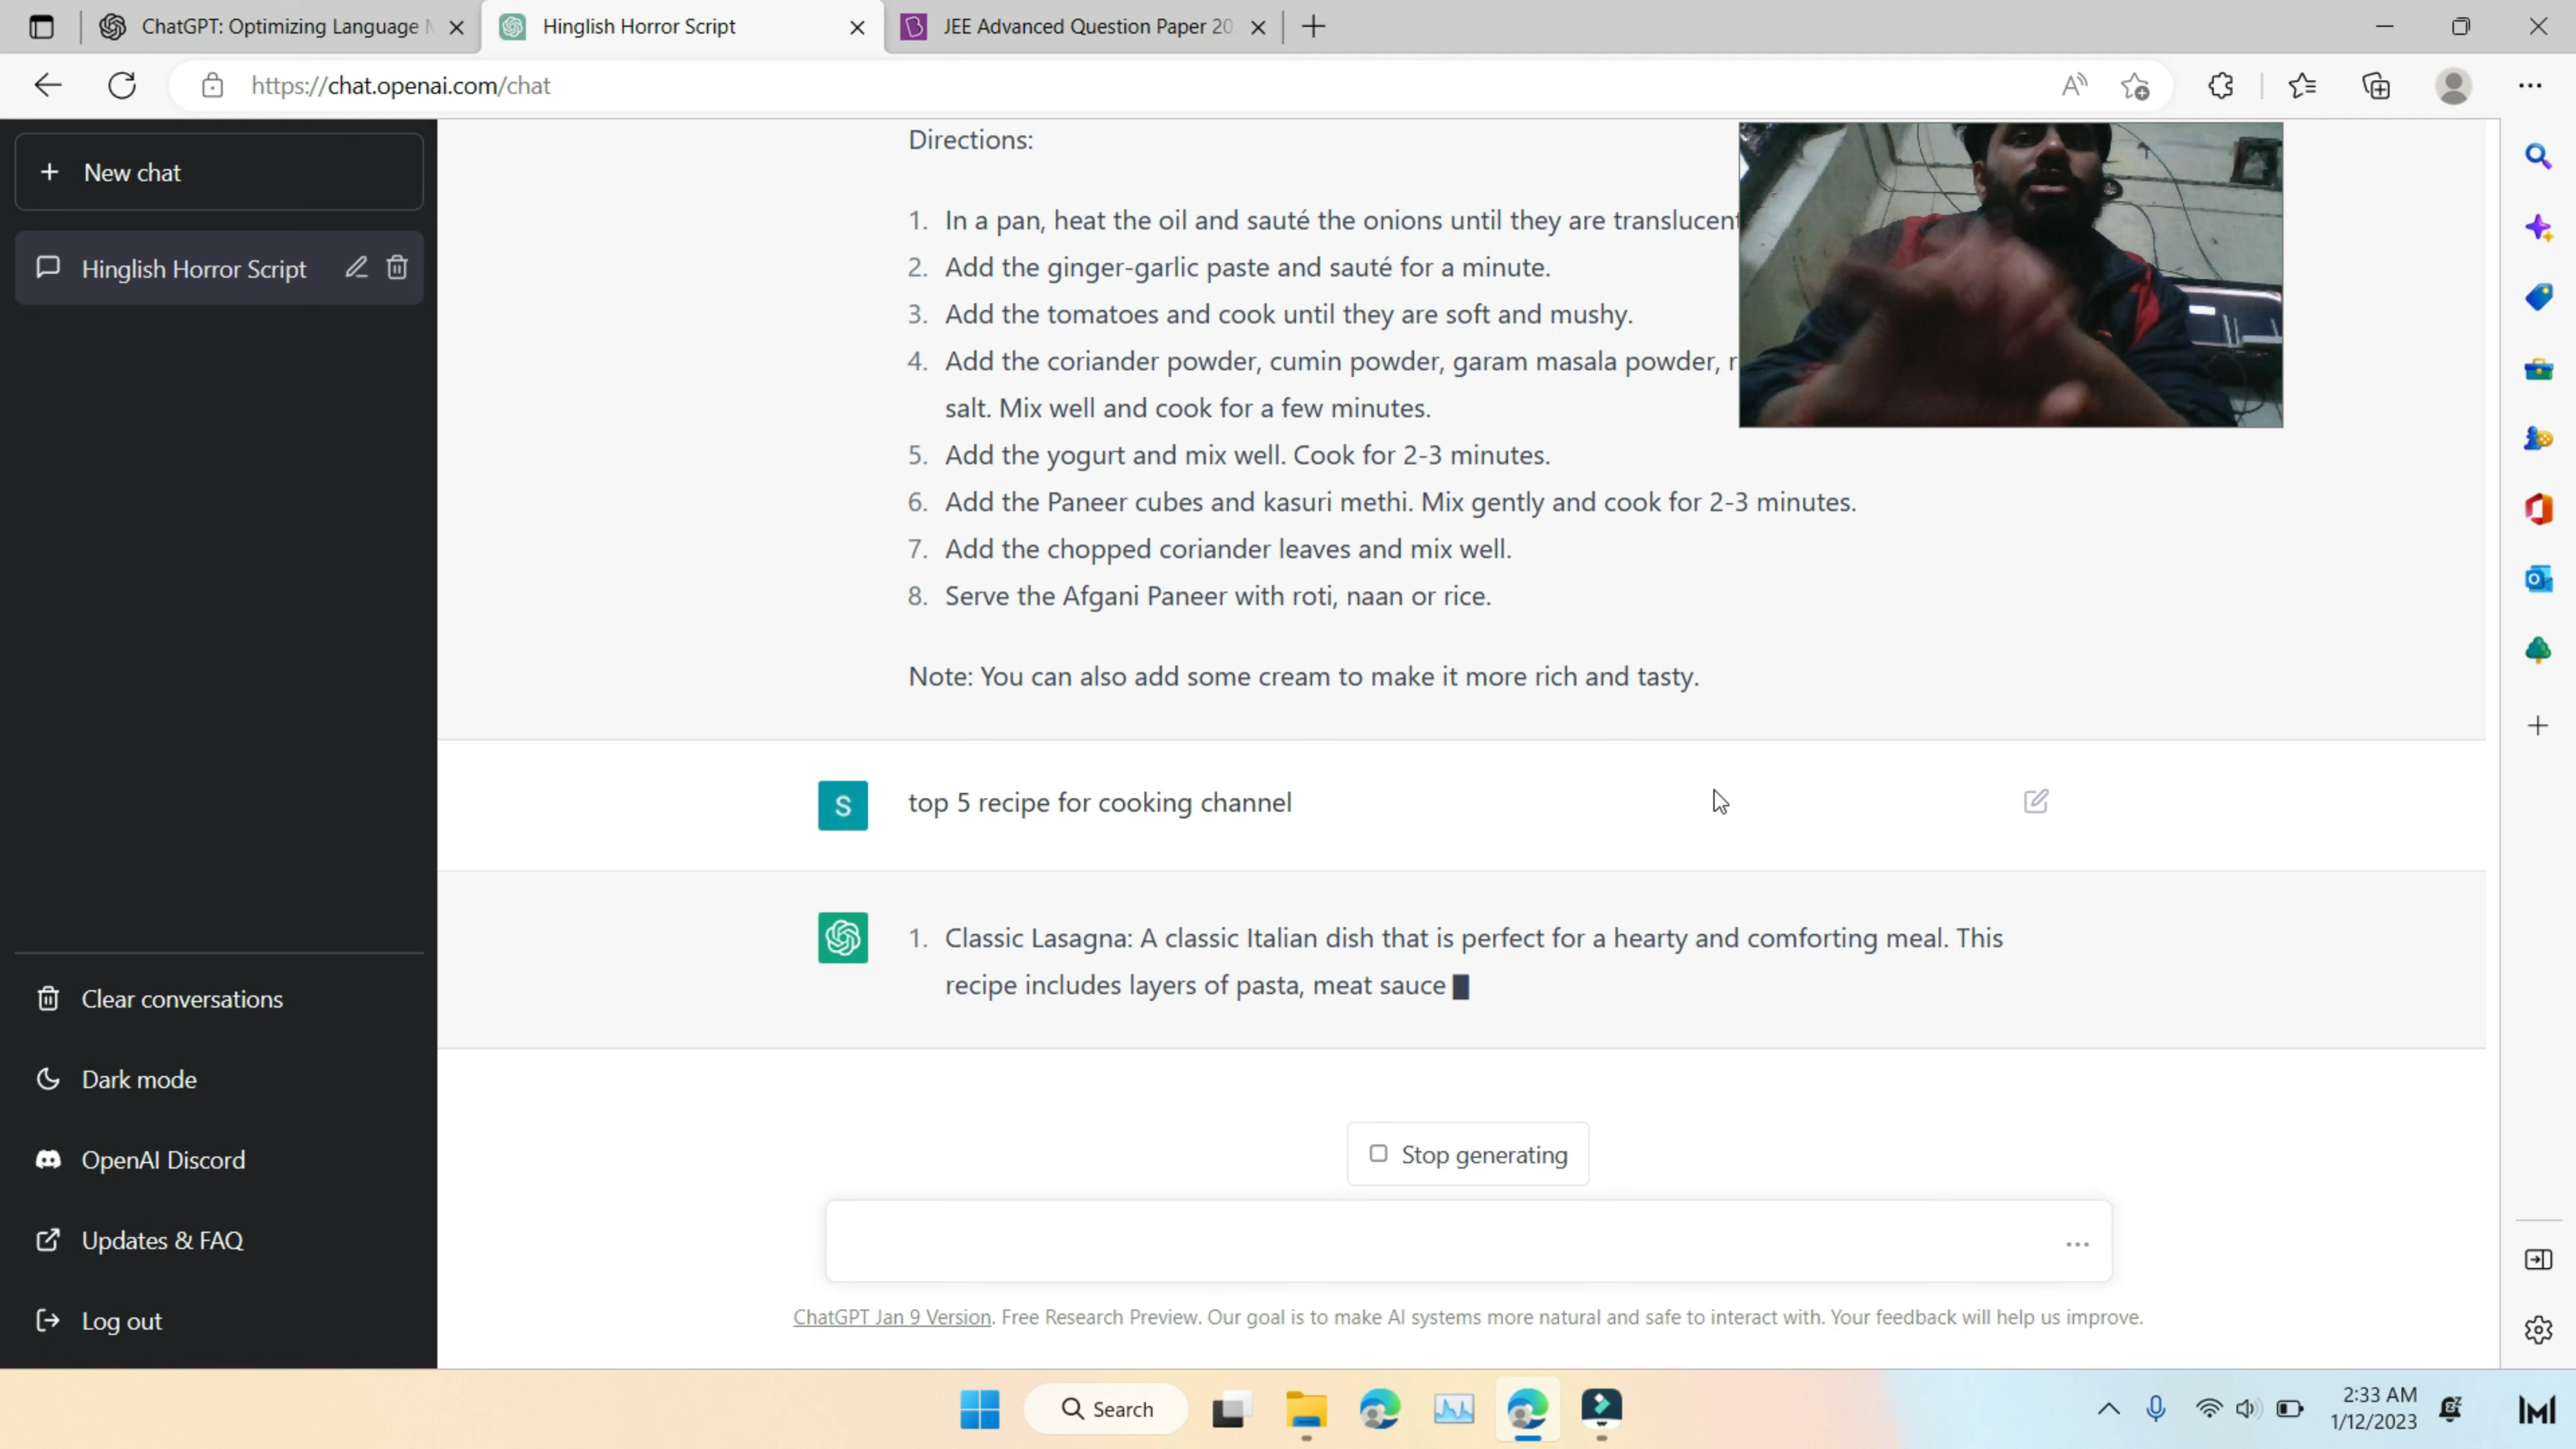 ChatGPT: Optimizing Language
Hinglish Horror Script
JEE Advanced Question Paper 20
https://chat.openai.com/chat
New chat
Hinglish Horror Script
Clear conversations
Dark mode
OpenAI Discord
Updates & FAQ
Log out
Directions:
1. In a pan, heat the oil and sauté the onions until they are translucent
2. Add the ginger-garlic paste and sauté for a minute.
3. Add the tomatoes and cook until they are soft and mushy.
4. Add the coriander powder, cumin powder, garam masala powder, r
salt. Mix well and cook for a few minutes.
5. Add the yogurt and mix well. Cook for 2-3 minutes.
6. Add the Paneer cubes and kasuri methi. Mix gently and cook for 2-3 minutes.
7. Add the chopped coriander leaves and mix well.
8. Serve the Afgani Paneer with roti, naan or rice.
Note: You can also add some cream to make it more rich and tasty.
S
top 5 recipe for cooking channel
1. Classic Lasagna: A classic Italian dish that is perfect for a hearty and comforting meal. This
recipe includes layers of pasta, meat sauce
Stop generating
ChatGPT Jan 9 Version. Free Research Preview. Our goal is to make AI systems more natural and safe to interact with. Your feedback will help us improve.
Search
2:33 AM
1/12/2023